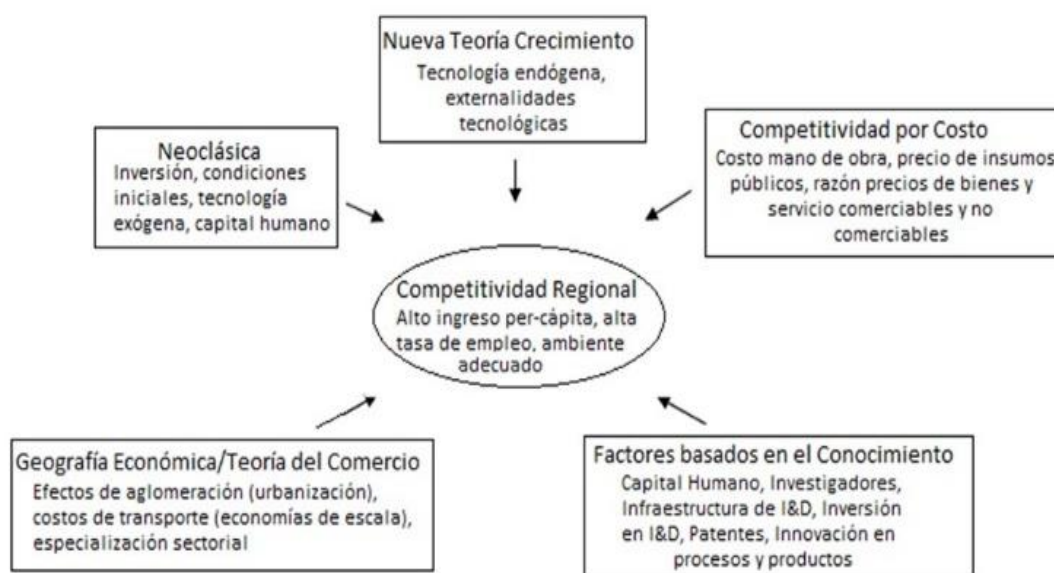 Nueva Teoría Crecimiento
Tecnología endógena,
externalidades
tecnológicas
Neoclásica
Inversión, condiciones
iniciales, tecnología
exógena, capital humano
Competitividad por Costo
Costo mano de obra, precio de insumos
públicos, razón precios de bienes y
servicio comerciables y no
comerciables
Competitividad Regional
Alto ingreso per-cápita, alta
tasa de empleo, ambiente
adecuado
Geografía Económica/Teoría del Comercio
Efectos de aglomeración (urbanización),
costos de transporte (economías de escala),
especialización sectorial
Factores basados en el Conocimiento
Capital Humano, Investigadores,
Infraestructura de I&D, Inversión
en I&D, Patentes, Innovación en
procesos y productos